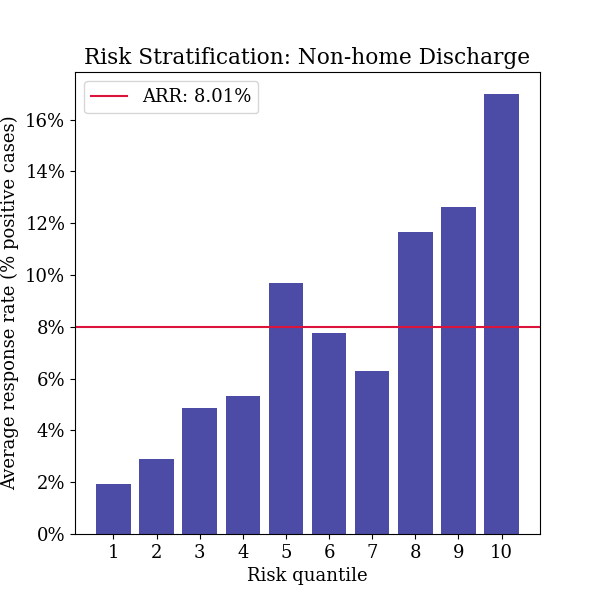 Risk Stratification: Non-home Discharge
ARR: 8.01%
16%
14%
12%
10%
8%
6%
4%
2%
0%
Average response rate (% positive cases)
1 2 3 4 5 6 7 8 9 10
Risk quantile